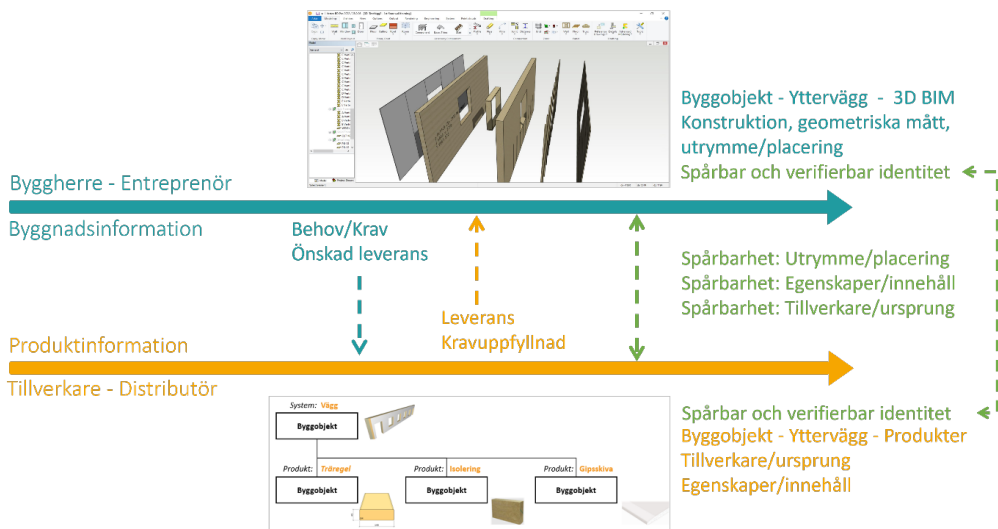 Byggobjekt - Yttervägg - 3D BIM
Konstruktion, geometriska mått,
utrymme/placering
Spårbar och verifierbar identitet
Byggherre - Entreprenör
Byggnadsinformation
Behov/Krav
Önskad leverans
Spårbarhet: Utrymme/placering
Spårbarhet: Egenskaper/innehåll
Spårbarhet: Tillverkare/ursprung
Leverans
Kravuppfyllnad
Produktinformation
Tillverkare - Distributör
System: Vägg
Byggobjekt
Produkt: Träregel
Byggobjekt
Produkt: Isolering
Byggobjekt
Produkt: Gipsskiva
Byggobjekt
Spårbar och verifierbar identitet
Byggobjekt - Yttervägg - Produkter
Tillverkare/ursprung
Egenskaper/innehåll